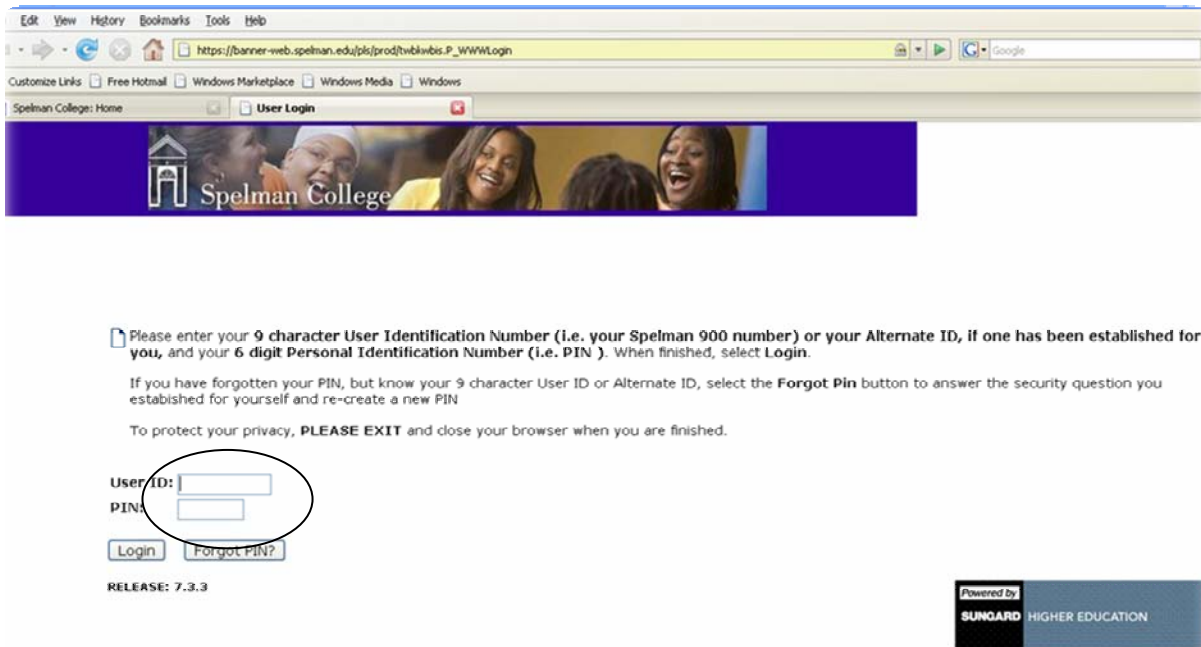 Edit View History Bookmarks Tools Help
https://banner-web.spelman.edu/pls/prod/twbkwbis.P_WWWLogin
Google
Customize Links Free Hotmail Windows Marketplace Windows Media Windows
Spelman College: Home User Login
Spelman College
Please enter your 9 character User Identification Number (i.e. your Spelman 900 number) or your Alternate ID, if one has been established for
you, and your 6 digit Personal Identification Number (i.e. PIN ). When finished, select Login.
If you have forgotten your PIN, but know your 9 character User ID or Alternate ID, select the Forgot Pin button to answer the security question you
estabished for yourself and re-create a new PIN
To protect your privacy, PLEASE EXIT and close your browser when you are finished.
User ID:
PIN:
Login Forgot PIN?
RELEASE: 7.3.3
Powered by
SUNGARD HIGHER EDUCATION